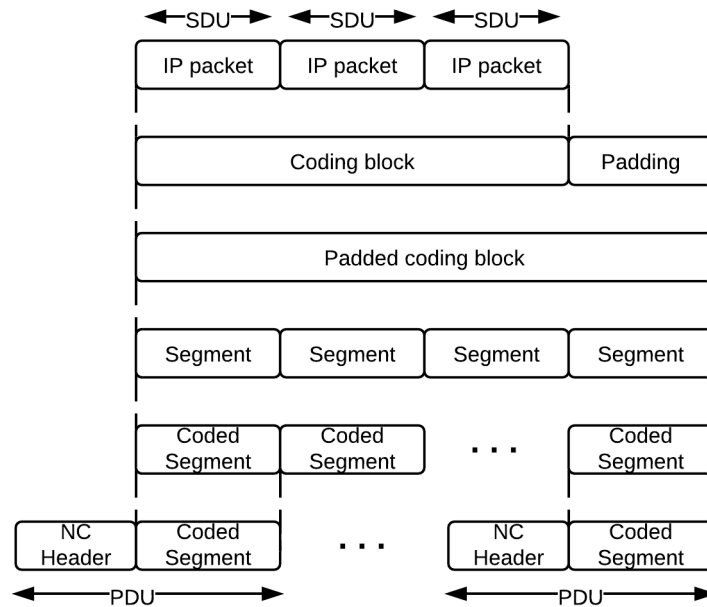 SDU SDU SDU
IP packet IP packet IP packet
Coding block Padding
Padded coding block
Segment Segment Segment Segment
Coded Coded Coded
Segment Segment . . . Segment
NC Coded NC Coded
Header Segment . . . Header Segment
PDU PDU